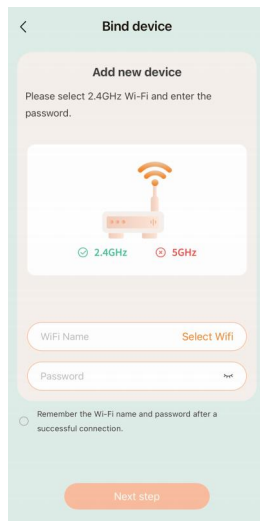 Bind device
Add new device
Please select 2.4GHz Wi-Fi and enter the
password.
2.4GHz
5GHz
WiFi Name
Select Wifi
Password
Remember the Wi-Fi name and password after a
successful connection.
Next step